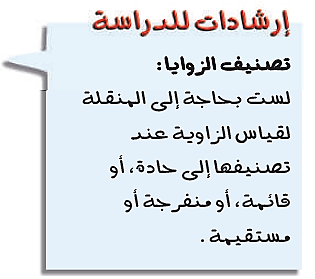 إرشادات للدراسة
تصنيف الزوايا:
لست بحاجة إلى المنقلة
لقياس الزاوية عند
تصنيفها إلى حادة، أو
قائمة، أو منفرجة أو
مستقيمة.